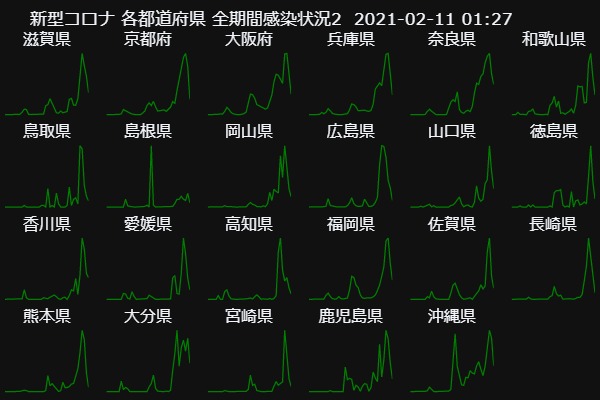 新型コロナ 各都道府県 全期間感染状況2 2021-02-11 01:27
滋賀県 京都府 大阪府 兵庫県 奈良県 和歌山県
鳥取県 島根県 岡山県 広島県 山口県 徳島県
香川県 愛媛県 高知県 福岡県 佐賀県 長崎県
熊本県 大分県 宮崎県 鹿児島県 沖縄県